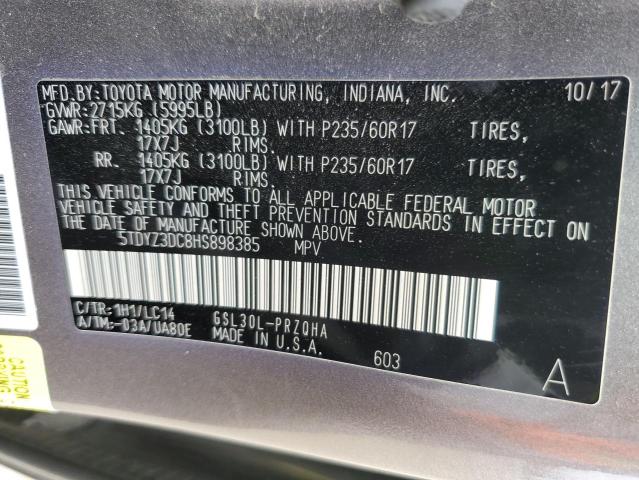 MFD.BY:TOYOTA MOTOR MANUFACTURING, INDIANA, INC. 10/17
GVWR:2715KG (5995LB)
GAWR:FRT. 1405KG (3100LB) WITH P235/60R17 TIRES,
17X7J RIMS.
RR. 1405KG (3100LB) WITH P235/60R17 TIRES,
17X7J RIMS.
THIS VEHICLE CONFORMS TO ALL APPLICABLE FEDERAL MOTOR
VEHICLE SAFETY AND THEFT PREVENTION STANDARDS IN EFFECT ON
THE DATE OF MANUFACTURE SHOWN ABOVE.
5TDYZ3DC8HS898385 MPV
C/TR:1H1/LC14 GSL30L-PRZQHA
A/TM:-03A/UA80E MADE IN U.S.A.
603
A
CAUTION